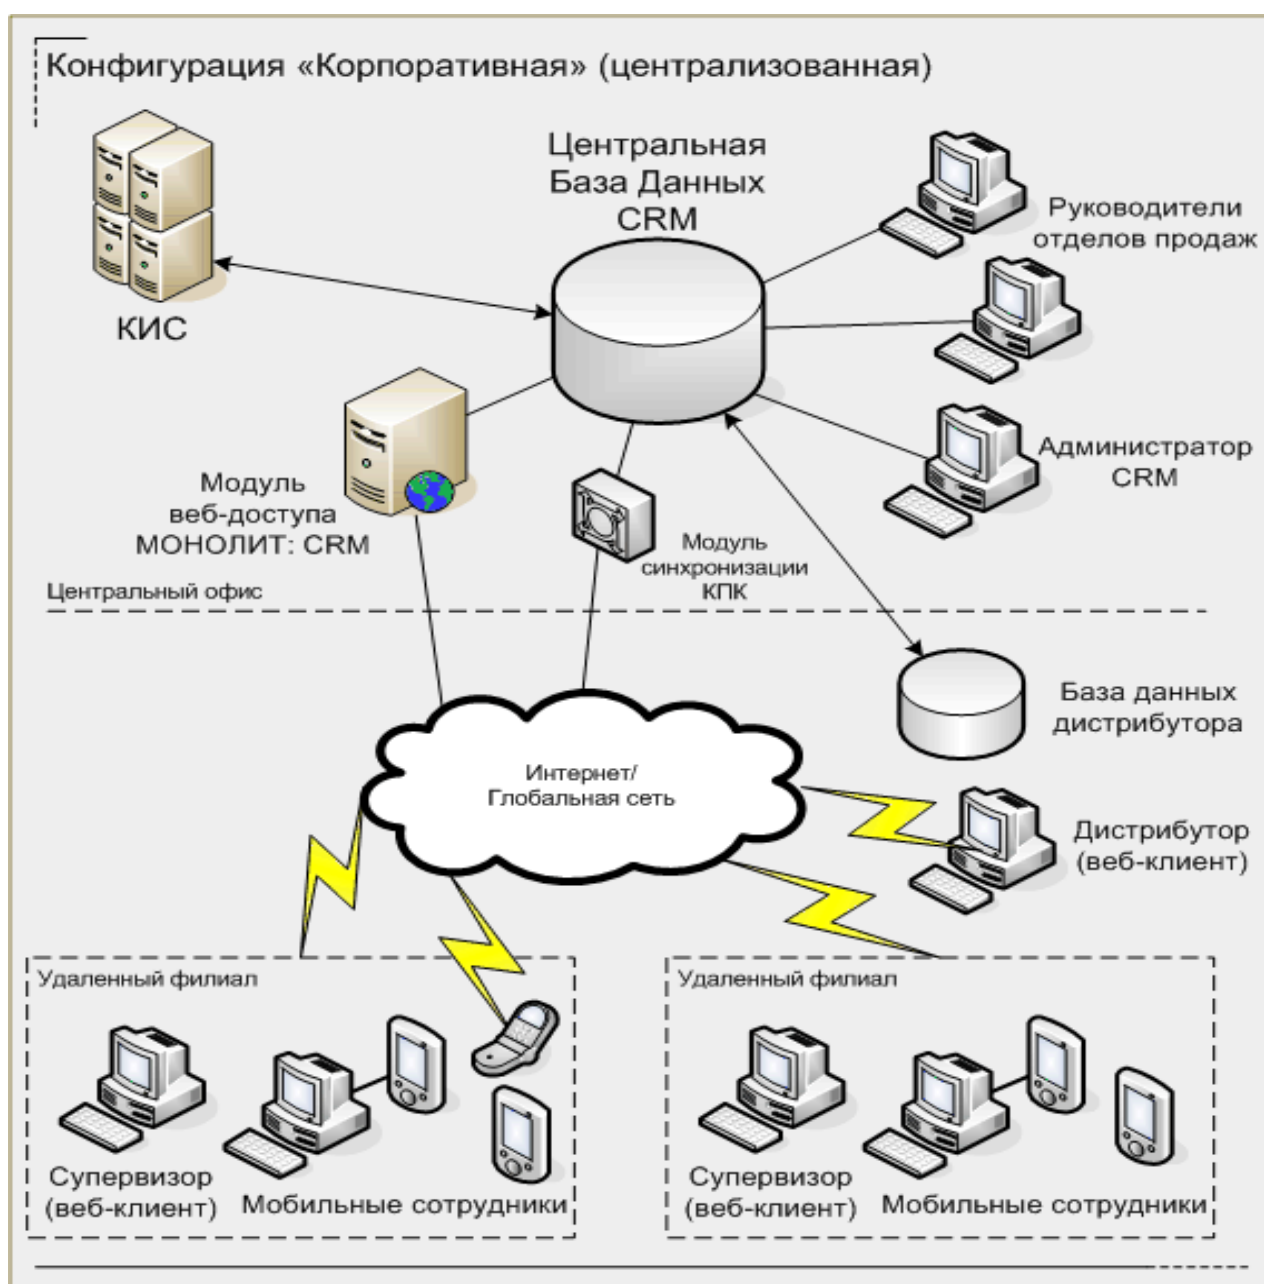 Конфигурация «Корпоративная» (централизованная)
Центральная
База Данных
CRM
Руководители
отделов продаж
КИС
Администратор
CRM
Модуль
веб-доступа
МОНОЛИТ: CRM
Модуль
синхронизации
КПК
Центральный офис
База данных
дистрибутора
Интернет/
Глобальная сеть
Дистрибутор
(веб-клиент)
Удаленный филиал
Супервизор
(веб-клиент)
Мобильные сотрудники
Удаленный филиал
Супервизор
(веб-клиент)
Мобильные сотрудники